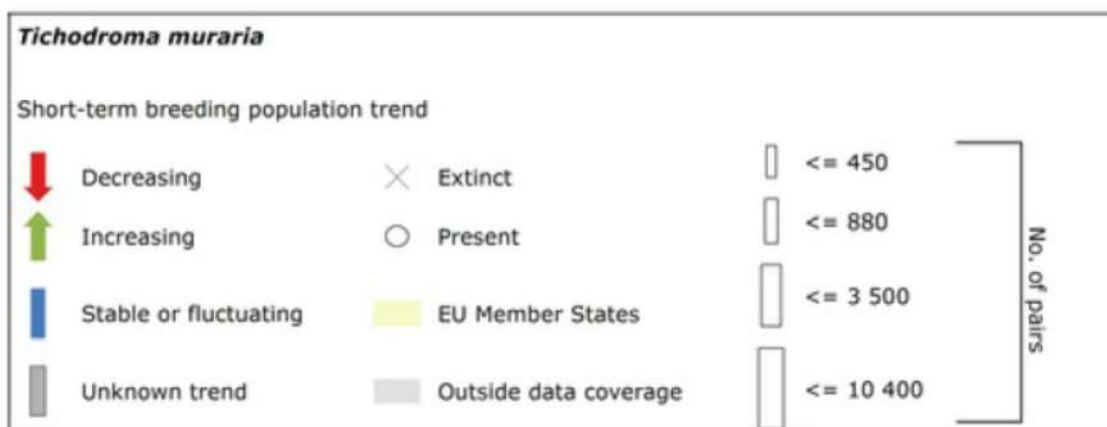 Tichodroma muraria
Short-term breeding population trend
Decreasing
Increasing
Stable or fluctuating
Unknown trend
Extinct
Present
EU Member States
Outside data coverage
<= 450
<= 880
<= 3 500
<= 10 400
No. of pairs